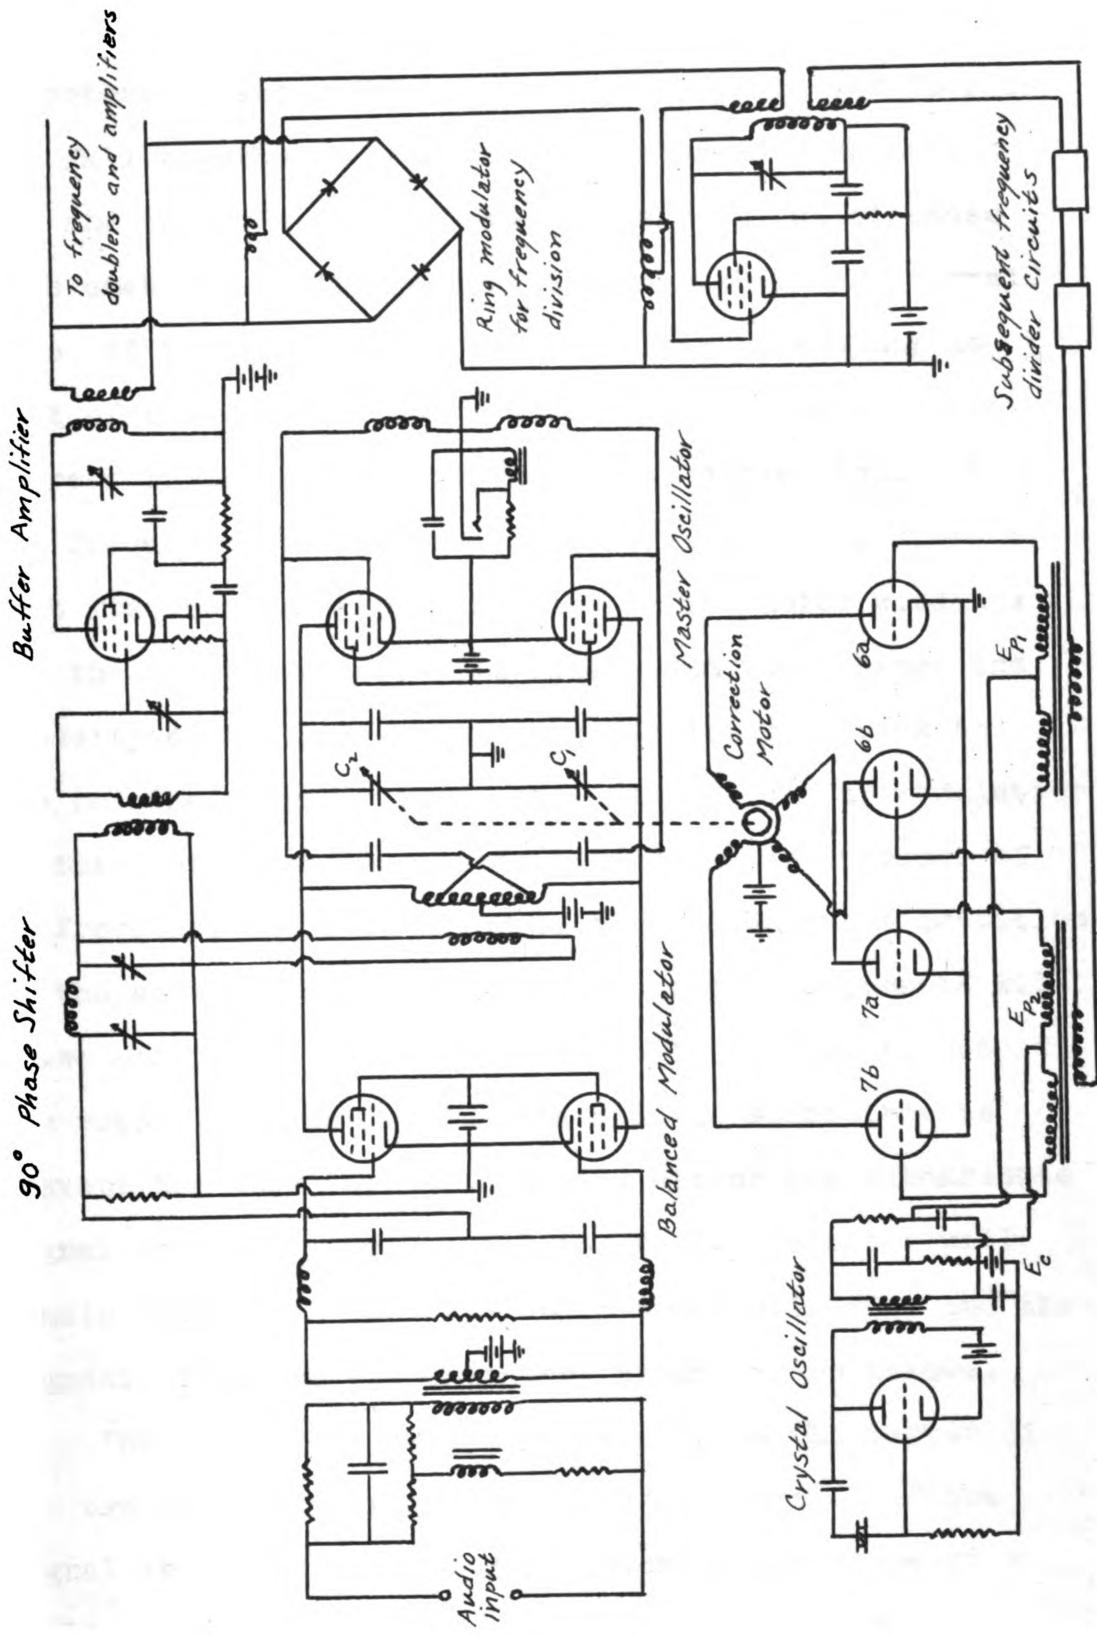 90° Phase Shifter
Buffer Amplifier
To frequency
doublers and amplifiers
Ring modulator
for frequency
division
C2
C1
Audio
input
Balanced Modulator
Master Oscillator
Correction
Motor
Subsequent frequency
divider circuits
7b
7a
6b
6a
Crystal Oscillator
Ec
Ep2
Ep1